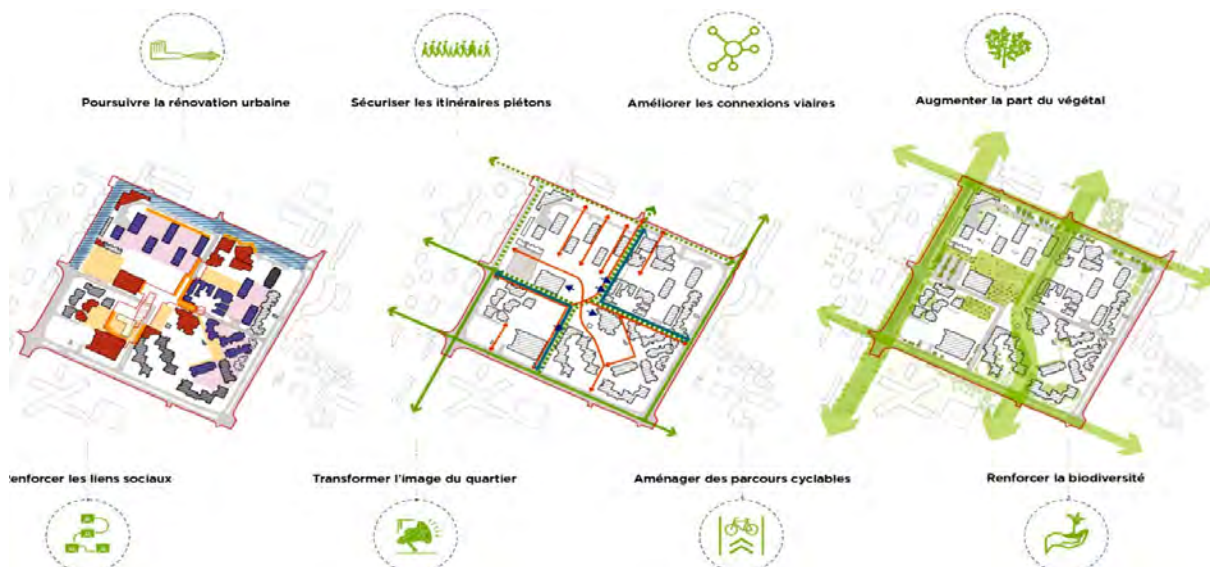 Poursuivre la rénovation urbaine
Sécuriser les itinéraires piétons
Améliorer les connexions viaires
Augmenter la part du végétal
enforcer les liens sociaux
Transformer l'image du quartier
Aménager des parcours cyclables
Renforcer la biodiversité